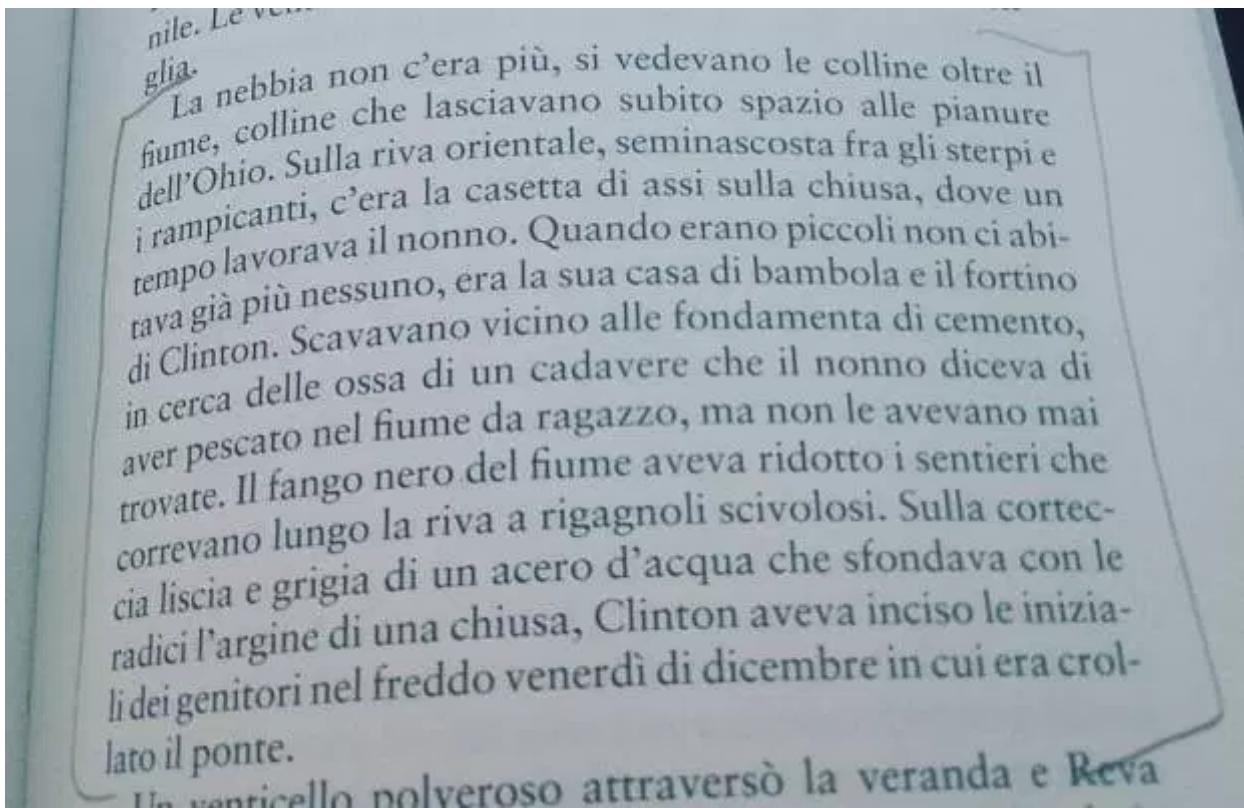 nile. Le
glia.
La nebbia non c'era più, si vedevano le colline oltre il
fiume, colline che lasciavano subito spazio alle pianure
dell'Ohio. Sulla riva orientale, seminascosta fra gli sterpi e
i rampicanti, c'era la casetta di assi sulla chiusa, dove un
tempo lavorava il nonno. Quando erano piccoli non ci abi-
tava già più nessuno, era la sua casa di bambola e il fortino
di Clinton. Scavavano vicino alle fondamenta di cemento,
in cerca delle ossa di un cadavere che il nonno diceva di
aver pescato nel fiume da ragazzo, ma non le avevano mai
trovate. Il fango nero del fiume aveva ridotto i sentieri che
correvano lungo la riva a rigagnoli scivolosi. Sulla cortec-
cia liscia e grigia di un acero d'acqua che sfondava con le
radici l'argine di una chiusa, Clinton aveva inciso le inizia-
li dei genitori nel freddo venerdì di dicembre in cui era crol-
lato il ponte.
Un venticello polveroso attraversò la veranda e Reva